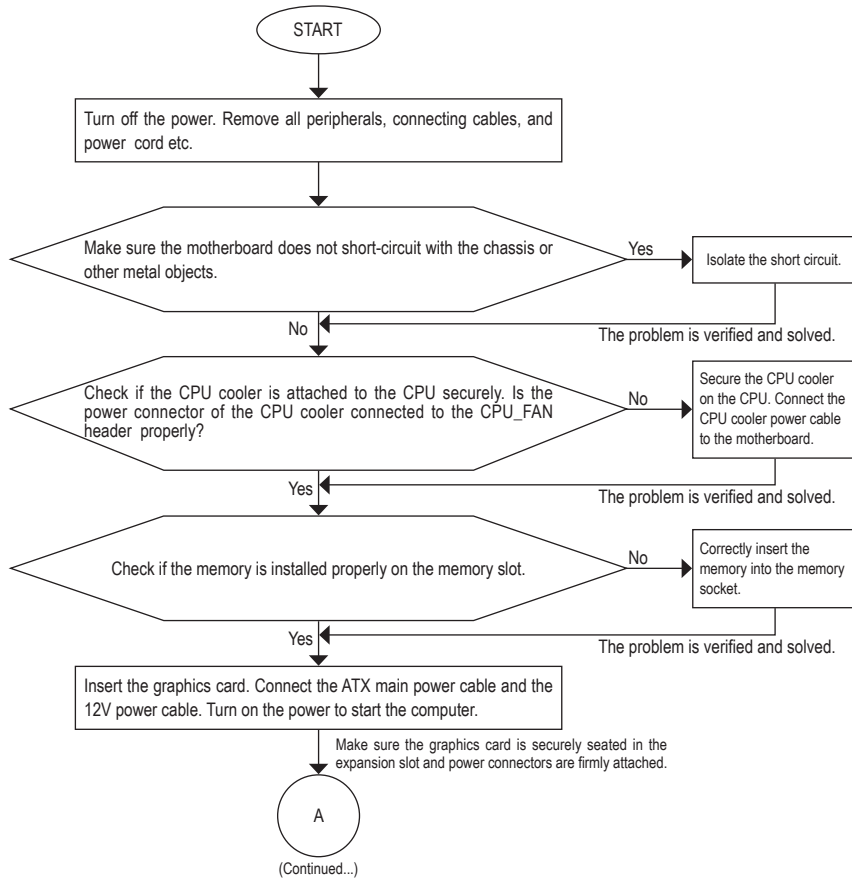 START
Turn off the power. Remove all peripherals, connecting cables, and
power cord etc.
Make sure the motherboard does not short-circuit with the chassis or
other metal objects.
Yes
Isolate the short circuit.
No
The problem is verified and solved.
Check if the CPU cooler is attached to the CPU securely. Is the
power connector of the CPU cooler connected to the CPU_FAN
header properly?
No
Secure the CPU cooler
on the CPU. Connect the
CPU cooler power cable
to the motherboard.
Yes
The problem is verified and solved.
Check if the memory is installed properly on the memory slot.
No
Correctly insert the
memory into the memory
socket.
Yes
The problem is verified and solved.
Insert the graphics card. Connect the ATX main power cable and the
12V power cable. Turn on the power to start the computer.
Make sure the graphics card is securely seated in the
expansion slot and power connectors are firmly attached.
A
(Continued...)